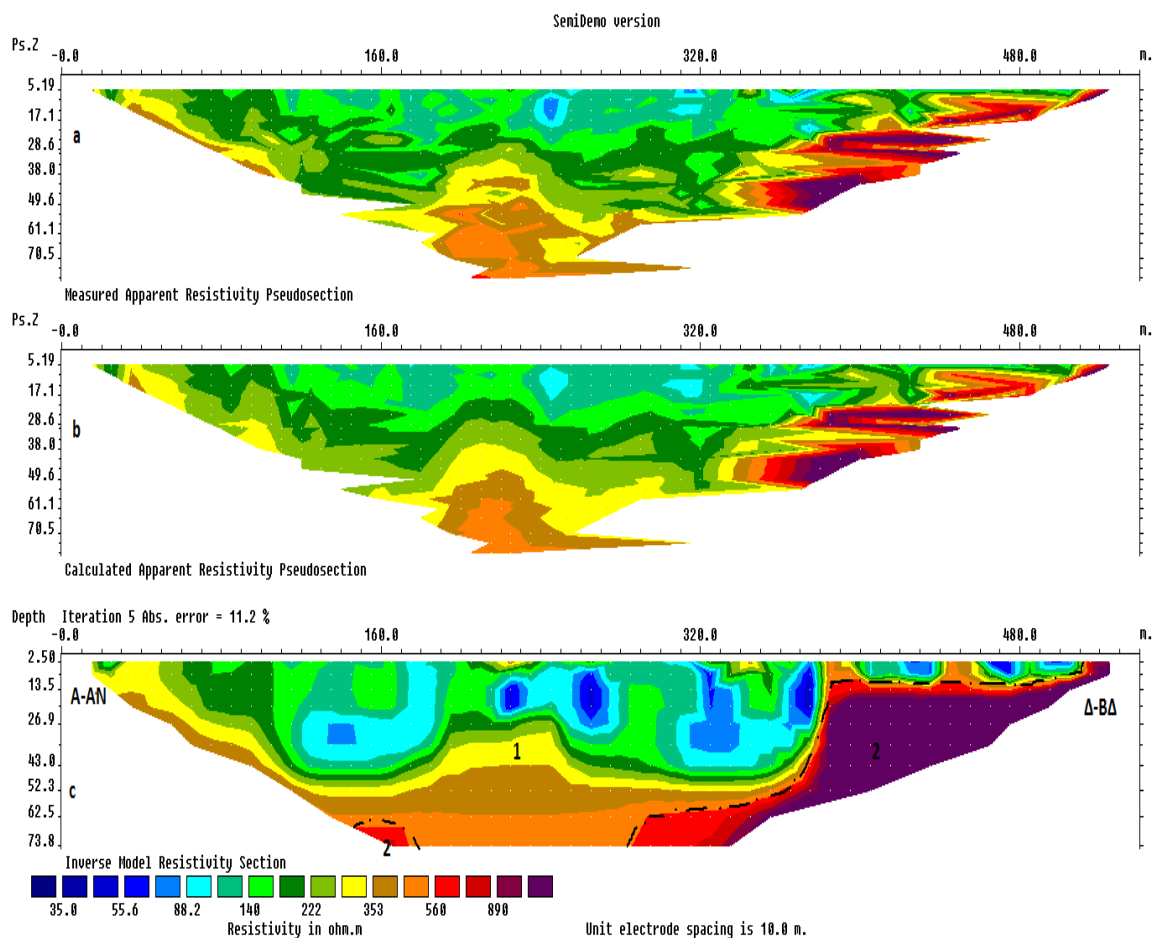 SemiDemo version
Ps.Z -0.0 160.0 320.0 480.0 m.
5.19
17.1
28.6
a
38.0
49.6
61.1
70.5
Measured Apparent Resistivity Pseudosection
Ps.Z -0.0 160.0 320.0 480.0 m.
5.19
17.1
28.6
b
38.0
49.6
61.1
70.5
Calculated Apparent Resistivity Pseudosection
Depth Iteration 5 Abs. error = 11.2 %
-0.0 160.0 320.0 480.0 m.
2.50
13.5
A-AΝ
Δ-ΒΔ
26.9
1
2
43.0
52.3
c
62.5
73.8
2
Inverse Model Resistivity Section
35.0 55.6 88.2 140 222 353 560 890
Resistivity in ohm.m
Unit electrode spacing is 10.0 m.